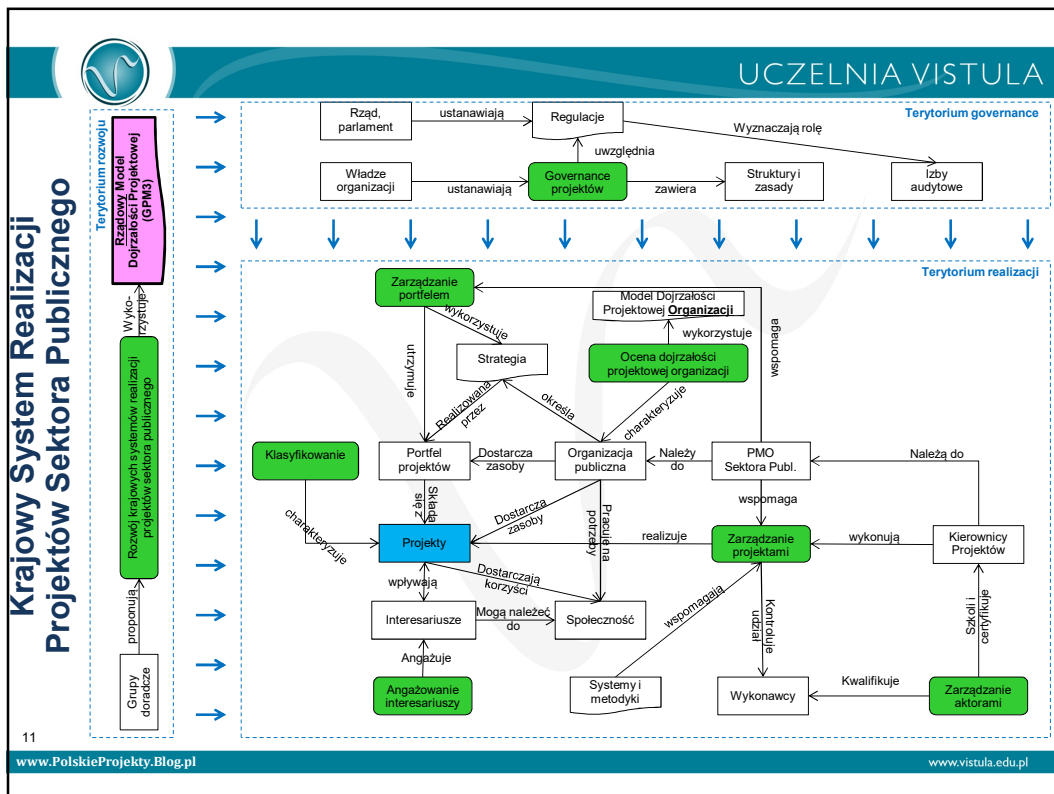 UCZELNIA VISTULA
Krajowy System Realizacji
Projektów Sektora Publicznego
Terytorium rozwoju
Rządowy Model
Dojrzałości Projektowej
(GPM3)
Wyko-
rzystuje
Rozwój krajowych systemów realizacji
projektów sektora publicznego
proponują
Grupy
doradcze
Terytorium governance
Rząd,
parlament
ustanawiają
Regulacje
Wyznaczają rolę
uwzględnia
Władze
organizacji
ustanawiają
Governance
projektów
zawiera
Struktury i
zasady
Izby
audytowe
Terytorium realizacji
Zarządzanie
portfelem
Model Dojrzałości
Projektowej Organizacji
wykorzystuje
wykorzystuje
wspomaga
utrzymuje
Strategia
Ocena dojrzałości
projektowej organizacji
Realizowana
przez
określa
charakteryzuje
Klasyfikowanie
Portfel
projektów
Dostarcza
zasoby
Organizacja
publiczna
Należy
do
PMO
Sektora Publ.
Należą do
Składa
się z
Dostarcza
zasoby
Pracuje na
potrzeby
wspomaga
charakteryzuje
Projekty
realizuje
Zarządzanie
projektami
wykonują
Kierownicy
Projektów
wpływają
Dostarczają
korzyści
Interesariusze
Mogą należeć
do
Społeczność
wspomagają
Kontroluje
udział
Szkoli i
certyfikuje
Angażuje
Angażowanie
interesariuszy
Systemy i
metodyki
Wykonawcy
Kwalifikuje
Zarządzanie
aktorami
11
www.PolskieProjekty.Blog.pl
www.vistula.edu.pl